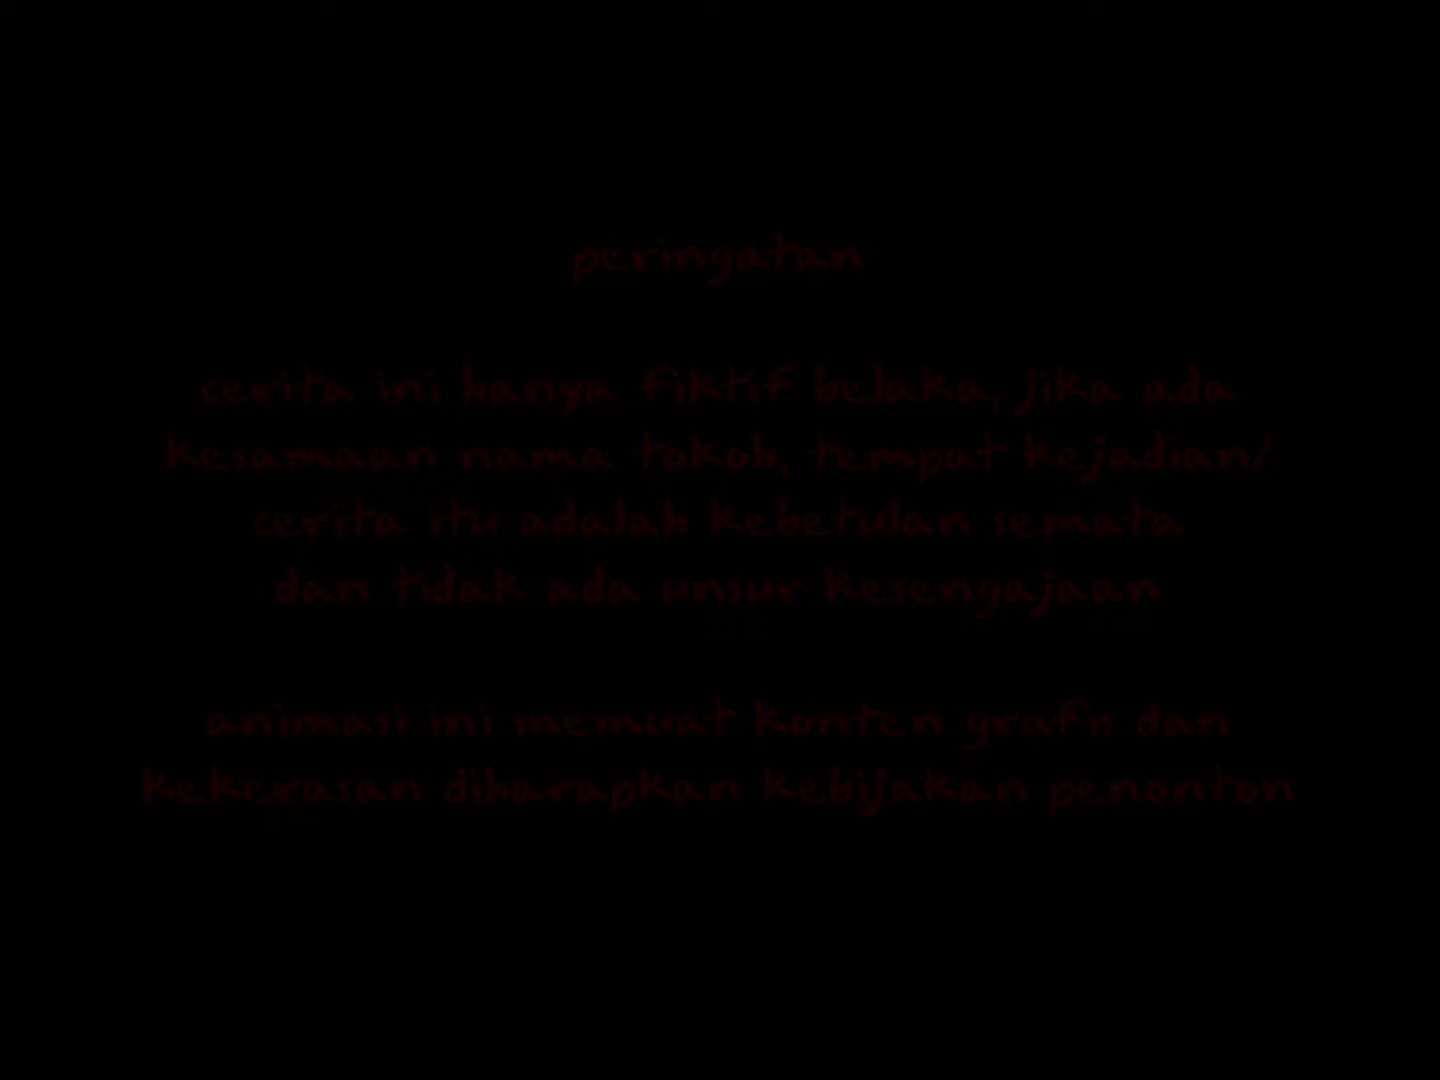 peringatan
cerita ini hanya fiktif belaka, jika ada
kesamaan nama tokoh, tempat kejadian/
cerita itu adalah kebetulan semata
dan tidak ada unsur kesengajaan
animasi ini memuat konten grafis dan
kekerasan diharapkan kebijakan penonton